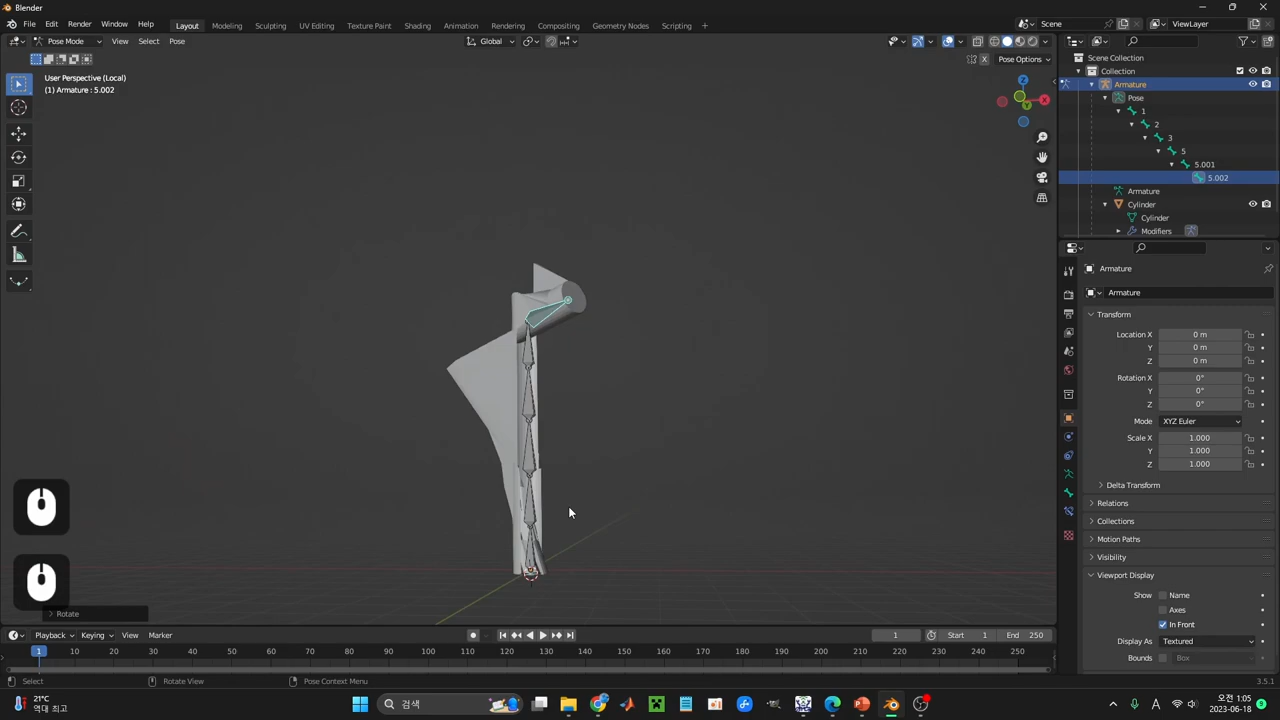 Blender
File Edit Render Window Help Layout Modeling Sculpting UV Editing Texture Paint Shading Animation Rendering Compositing Geometry Nodes Scripting + Scene ViewLayer
Pose Mode View Select Pose Global
X Pose Options
User Perspective (Local)
(1) Armature : 5.002
Z
X
Y
Scene Collection
Collection
Armature
Pose
1
2
3
5
5.001
5.002
Armature
Cylinder
Cylinder
Modifiers
Armature
Armature
Transform
Location X 0 m
Y 0 m
Z 0 m
Rotation X 0°
Y 0°
Z 0°
Mode XYZ Euler
Scale X 1.000
Y 1.000
Z 1.000
Delta Transform
Relations
Collections
Motion Paths
Visibility
Viewport Display
Show Name
Axes
In Front
Display As Textured
Bounds Box
Rotate
Playback Keying View Marker 1 Start 1 End 250
1 10 20 30 40 50 60 70 80 90 100 110 120 130 140 150 160 170 180 190 200 210 220 230 240 250
Select Rotate View Pose Context Menu 3.5.1
21°C
역대 최고
검색
A
오전 1:05
2023-06-18